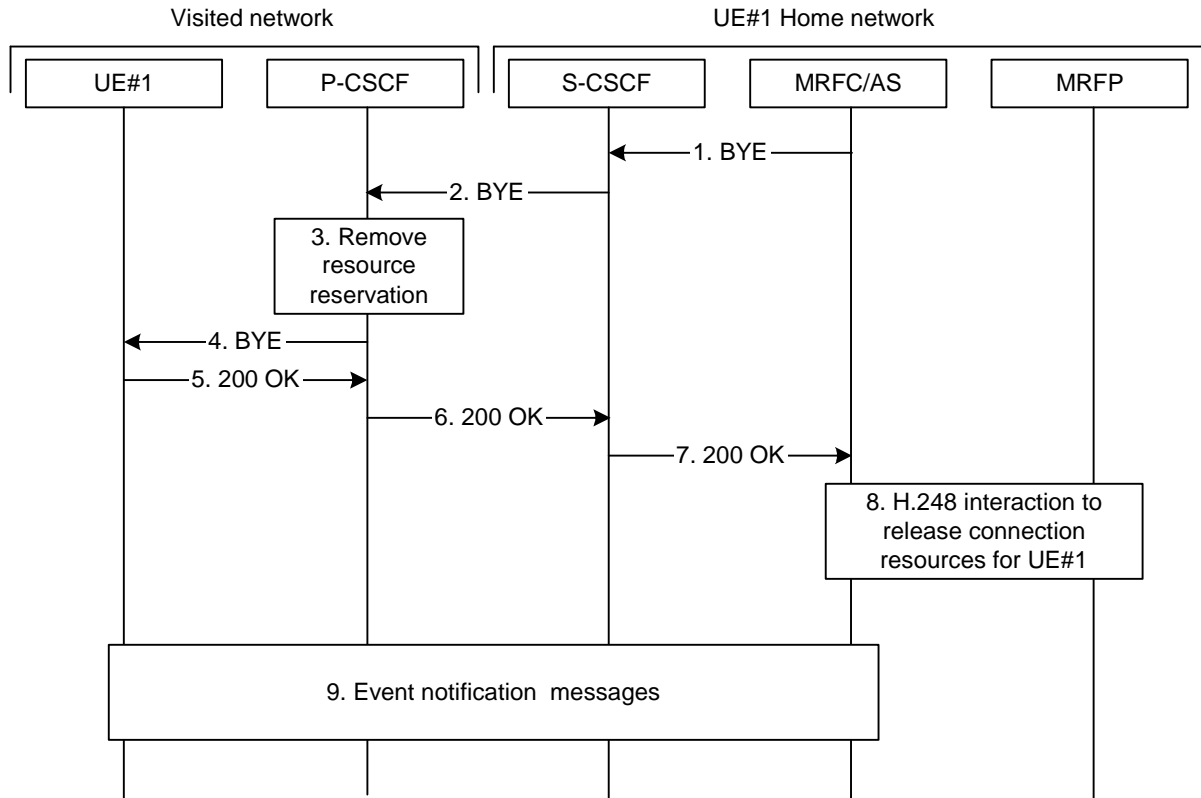 Visited network
UE#1 Home network
UE#1
P-CSCF
S-CSCF
MRFC/AS
MRFP
1. BYE
2. BYE
3. Remove
resource
reservation
4. BYE
5. 200 OK
6. 200 OK
7. 200 OK
8. H.248 interaction to
release connection
resources for UE#1
9. Event notification messages